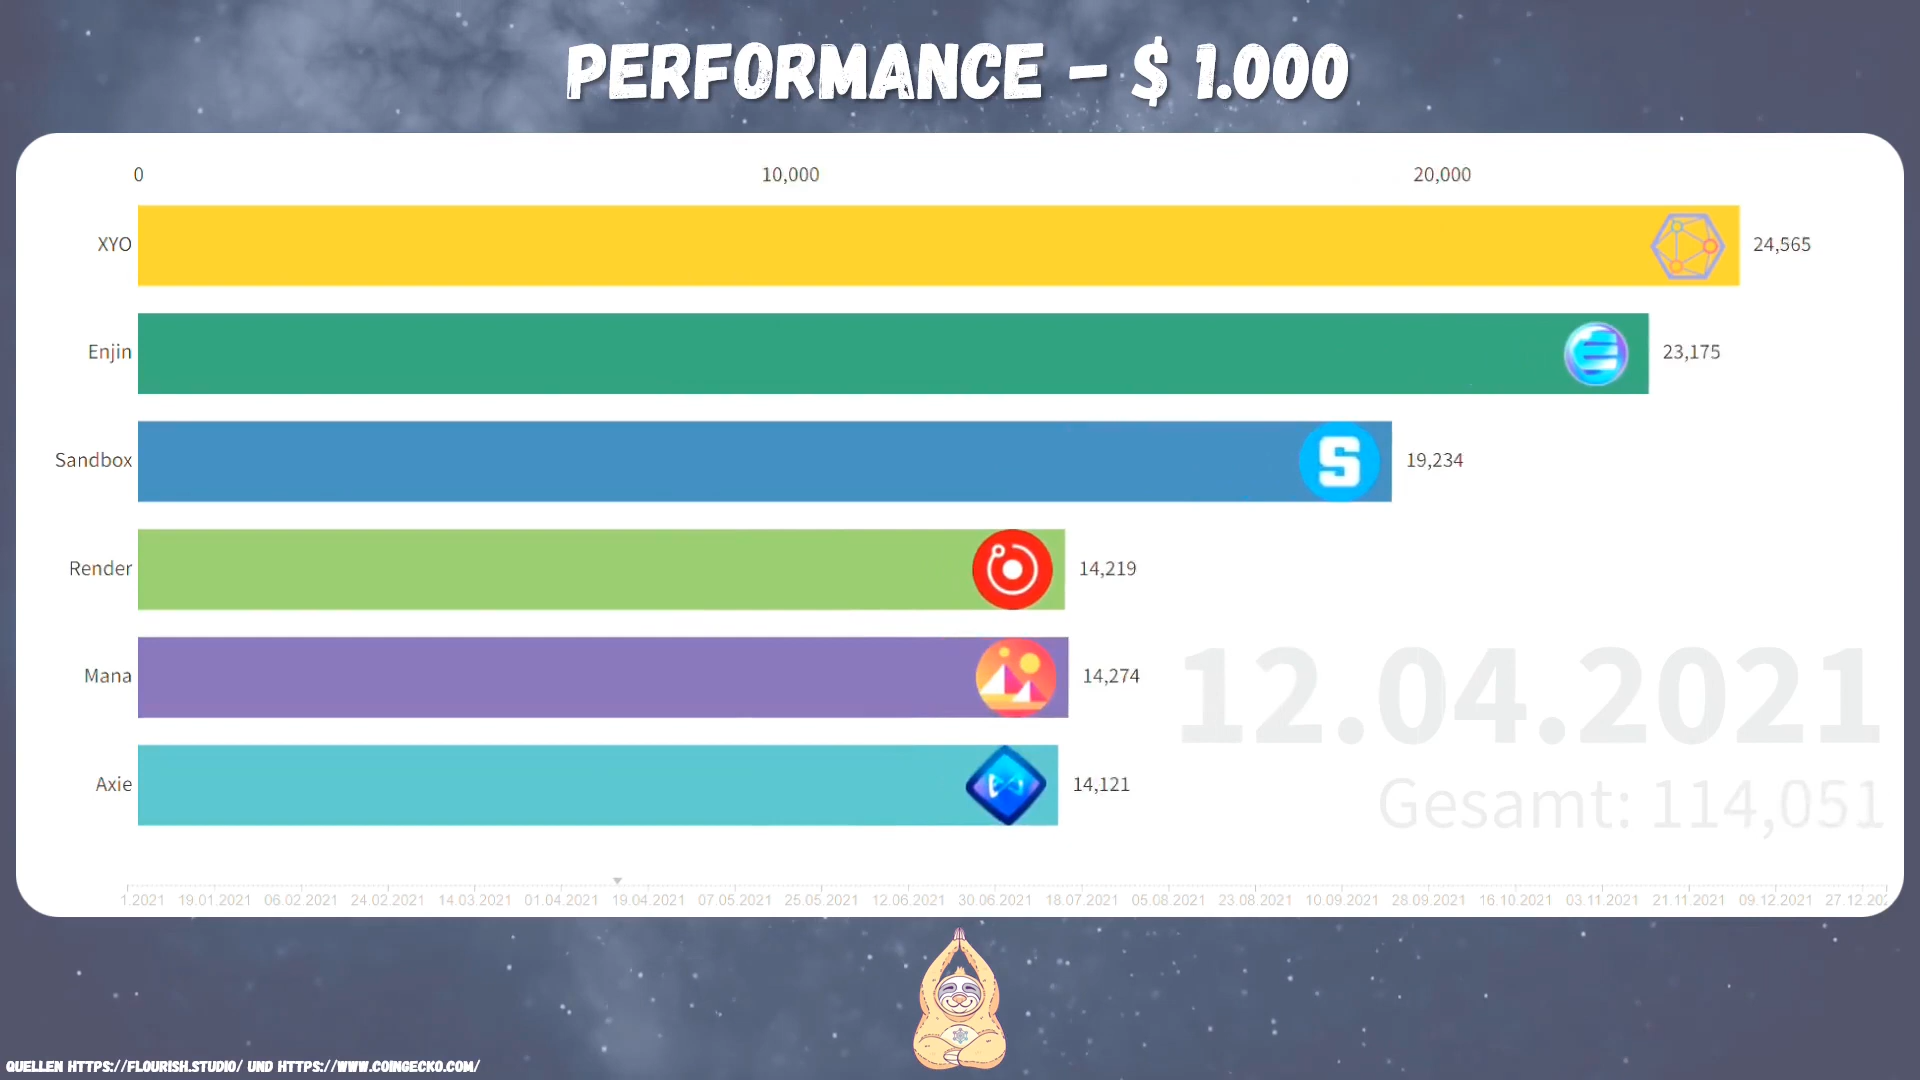 PERFORMANCE – $ 1.000
0 10,000 20,000
XYO 24,565
Enjin 23,175
Sandbox S 19,234
Render 14,219
Mana 14,274
Axie 14,121
12.04.2021
Gesamt: 114,051
1.2021 19.01.2021 06.02.2021 24.02.2021 14.03.2021 01.04.2021 19.04.2021 07.05.2021 25.05.2021 12.06.2021 30.06.2021 18.07.2021 05.08.2021 23.08.2021 10.09.2021 28.09.2021 16.10.2021 03.11.2021 21.11.2021 09.12.2021 27.12.202
QUELLEN HTTPS://FLOURISH.STUDIO/ UND HTTPS://WWW.COINGECKO.COM/